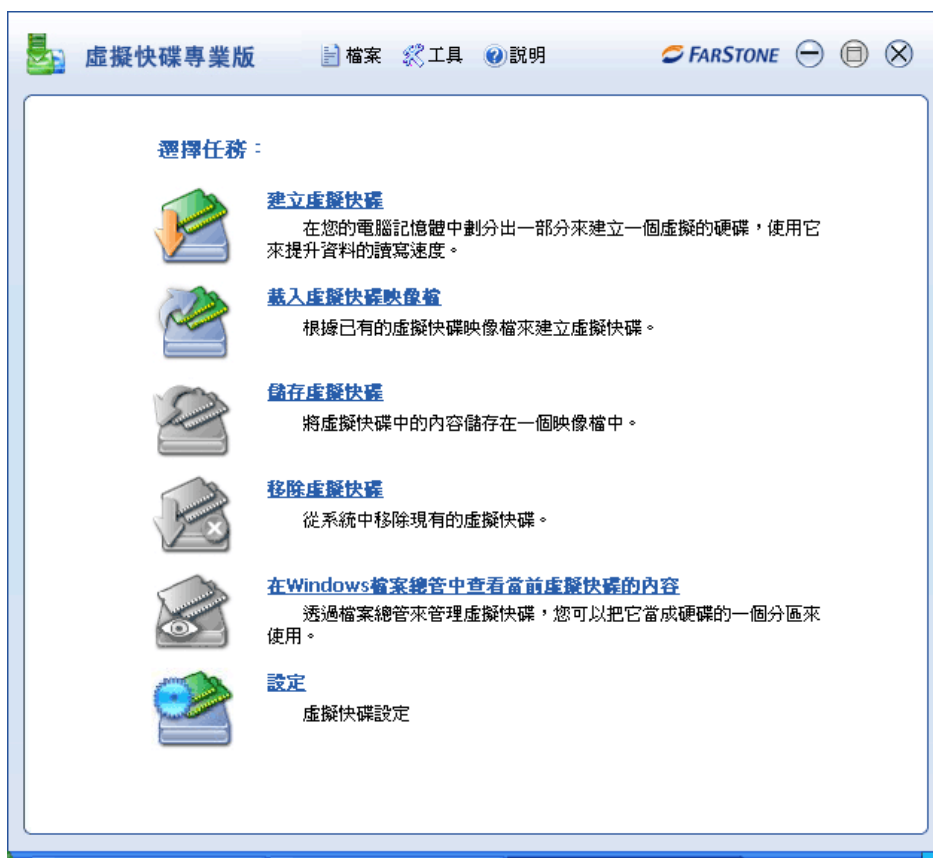 虛擬快碟專業版 檔案 工具 說明 FARSTONE
選擇任務：
建立虛擬快碟
在您的電腦記憶體中劃分出一部分來建立一個虛擬的硬碟，使用它
來提升資料的讀寫速度。
載入虛擬快碟映像檔
根據已有的虛擬快碟映像檔來建立虛擬快碟。
儲存虛擬快碟
將虛擬快碟中的內容儲存在一個映像檔中。
移除虛擬快碟
從系統中移除現有的虛擬快碟。
在Windows檔案總管中查看當前虛擬快碟的內容
透過檔案總管來管理虛擬快碟，您可以把它當成硬碟的一個分區來
使用。
設定
虛擬快碟設定